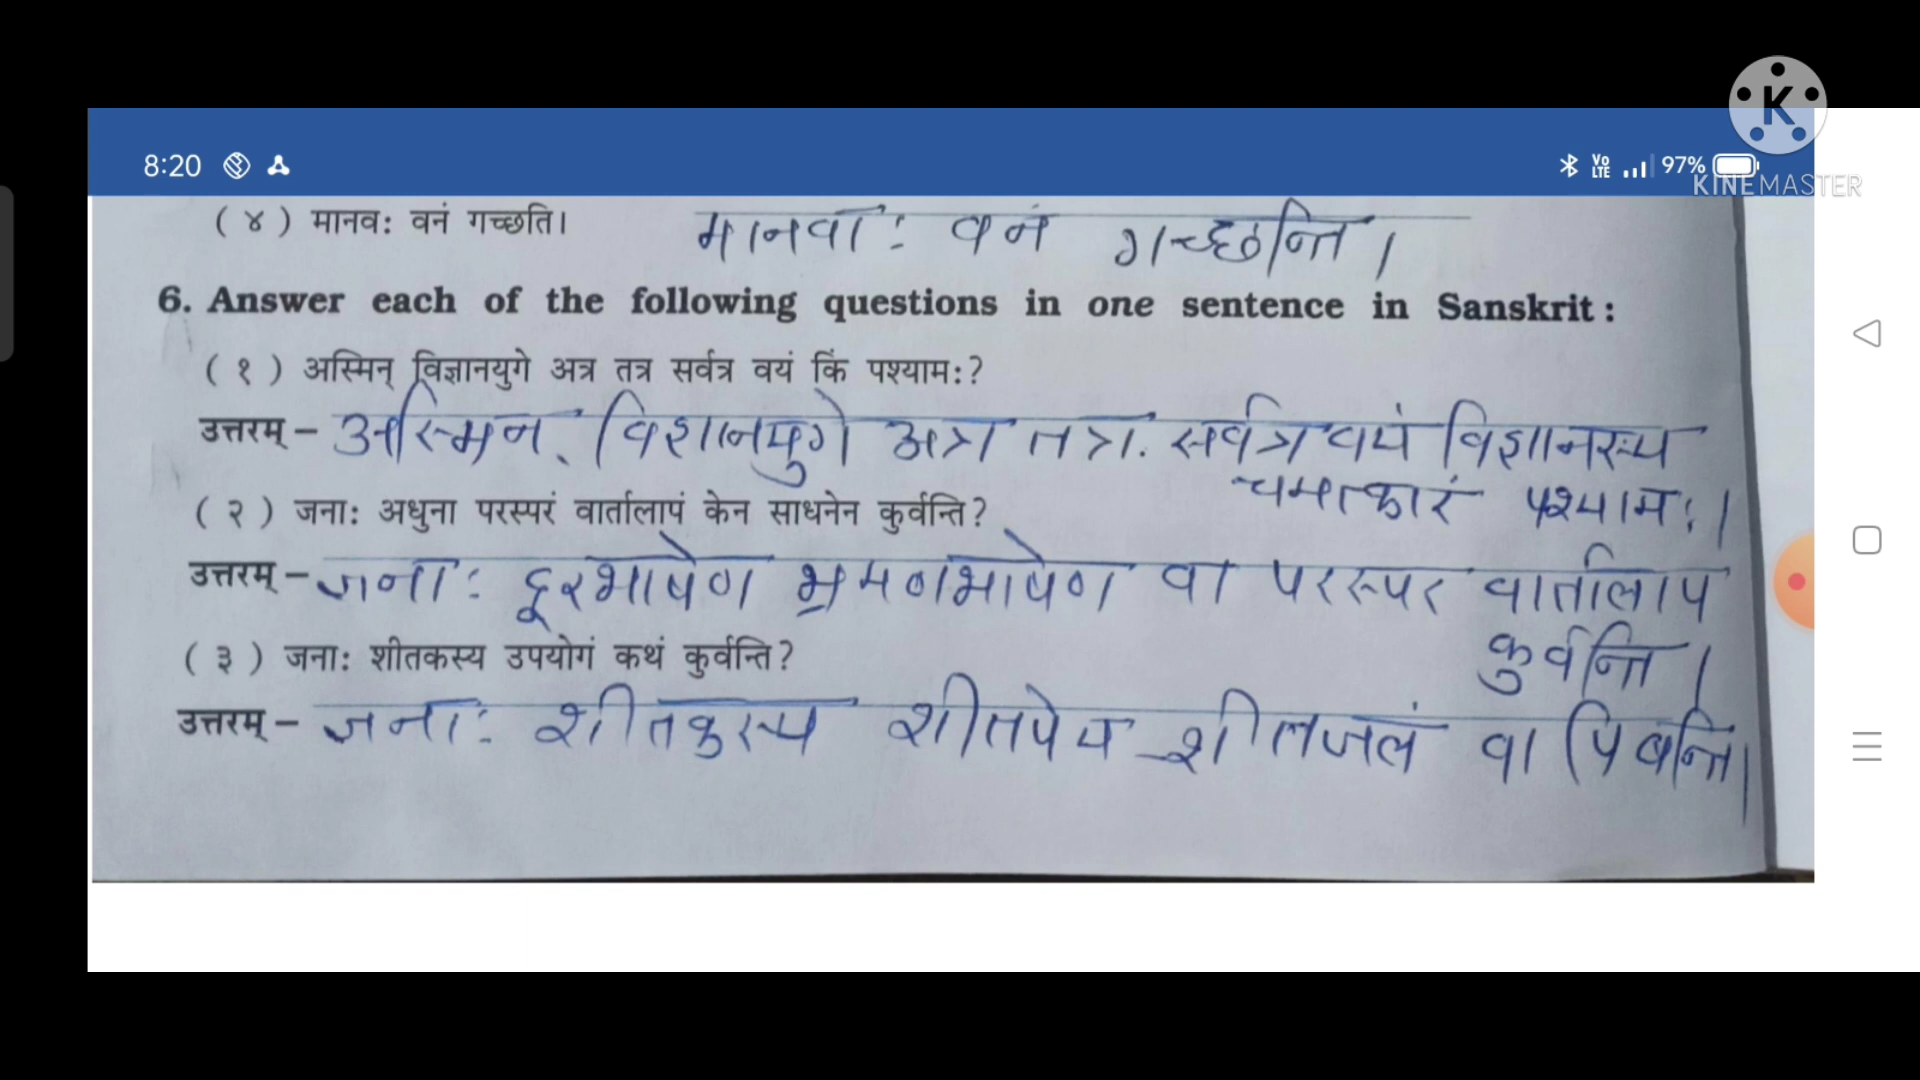 8:20 Vo LTE 97%
KINEMASTER
( ४ ) मानवः वनं गच्छति। मानवाः वनं गच्छन्ति।
6. Answer each of the following questions in one sentence in Sanskrit :
( १ ) अस्मिन् विज्ञानयुगे अत्र तत्र सर्वत्र वयं किं पश्यामः?
उत्तरम् – अस्मिन् विज्ञानयुगे अत्र तत्र सर्वत्र वयं विज्ञानस्य
चमत्कारं पश्यामः।
( २ ) जनाः अधुना परस्परं वार्तालापं केन साधनेन कुर्वन्ति?
उत्तरम् – जनाः दूरभाषेण भ्रमणभाषेण वा परस्पर वार्तालाप
कुर्वन्ति।
( ३ ) जनाः शीतकस्य उपयोगं कथं कुर्वन्ति?
उत्तरम् – जनाः शीतकस्य शीतपेय शीतजलं वा पिबन्ति।